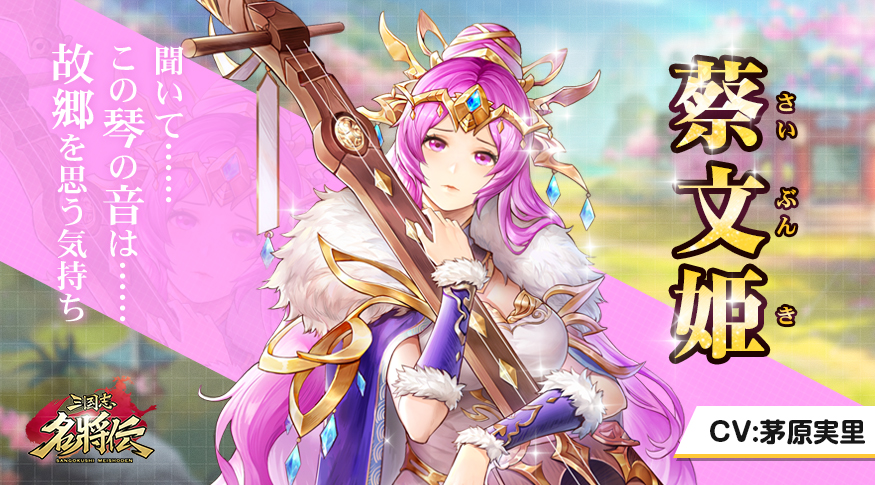 聞いて……
この琴の音は……
故郷を思う気持ち
蔡文姫
さい
ぶん
き
CV:茅原実里
三国志
名将伝
SANGOKUSHI MEISHODEN